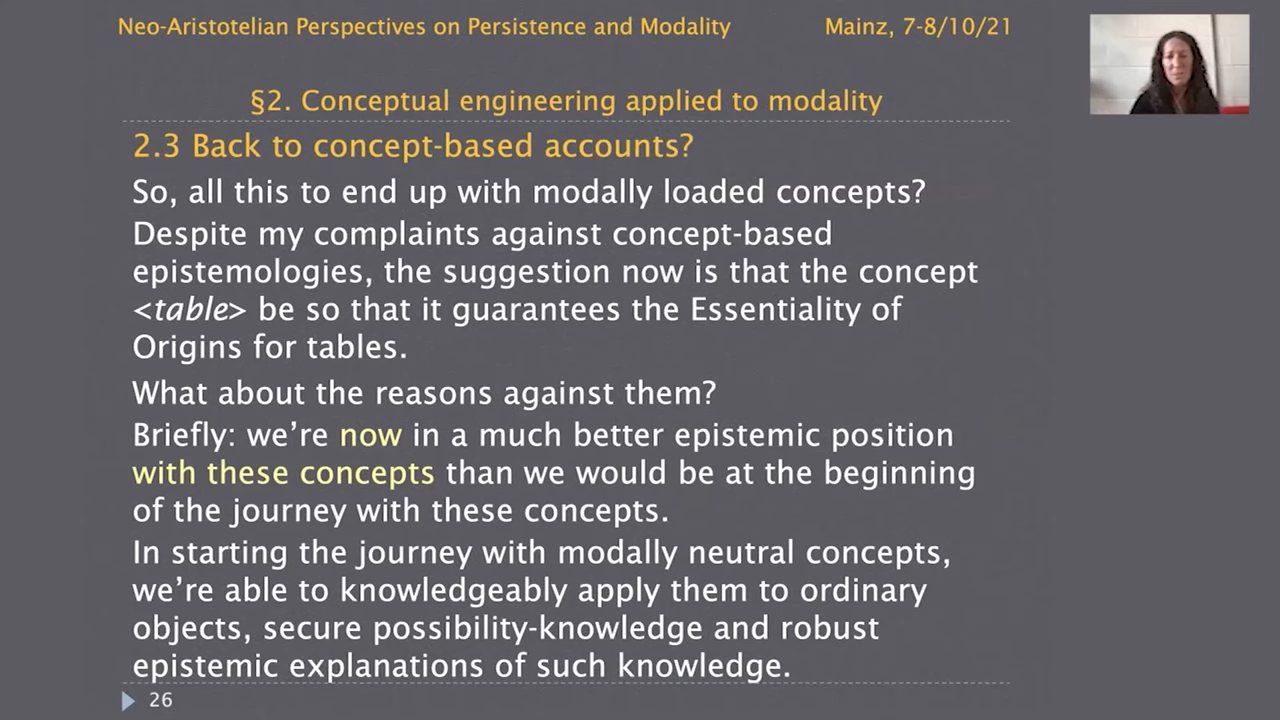 Neo-Aristotelian Perspectives on Persistence and Modality Mainz, 7-8/10/21
§2. Conceptual engineering applied to modality
2.3 Back to concept-based accounts?
So, all this to end up with modally loaded concepts?
Despite my complaints against concept-based
epistemologies, the suggestion now is that the concept
<table> be so that it guarantees the Essentiality of
Origins for tables.
What about the reasons against them?
Briefly: we’re now in a much better epistemic position
with these concepts than we would be at the beginning
of the journey with these concepts.
In starting the journey with modally neutral concepts,
we’re able to knowledgeably apply them to ordinary
objects, secure possibility-knowledge and robust
epistemic explanations of such knowledge.
26